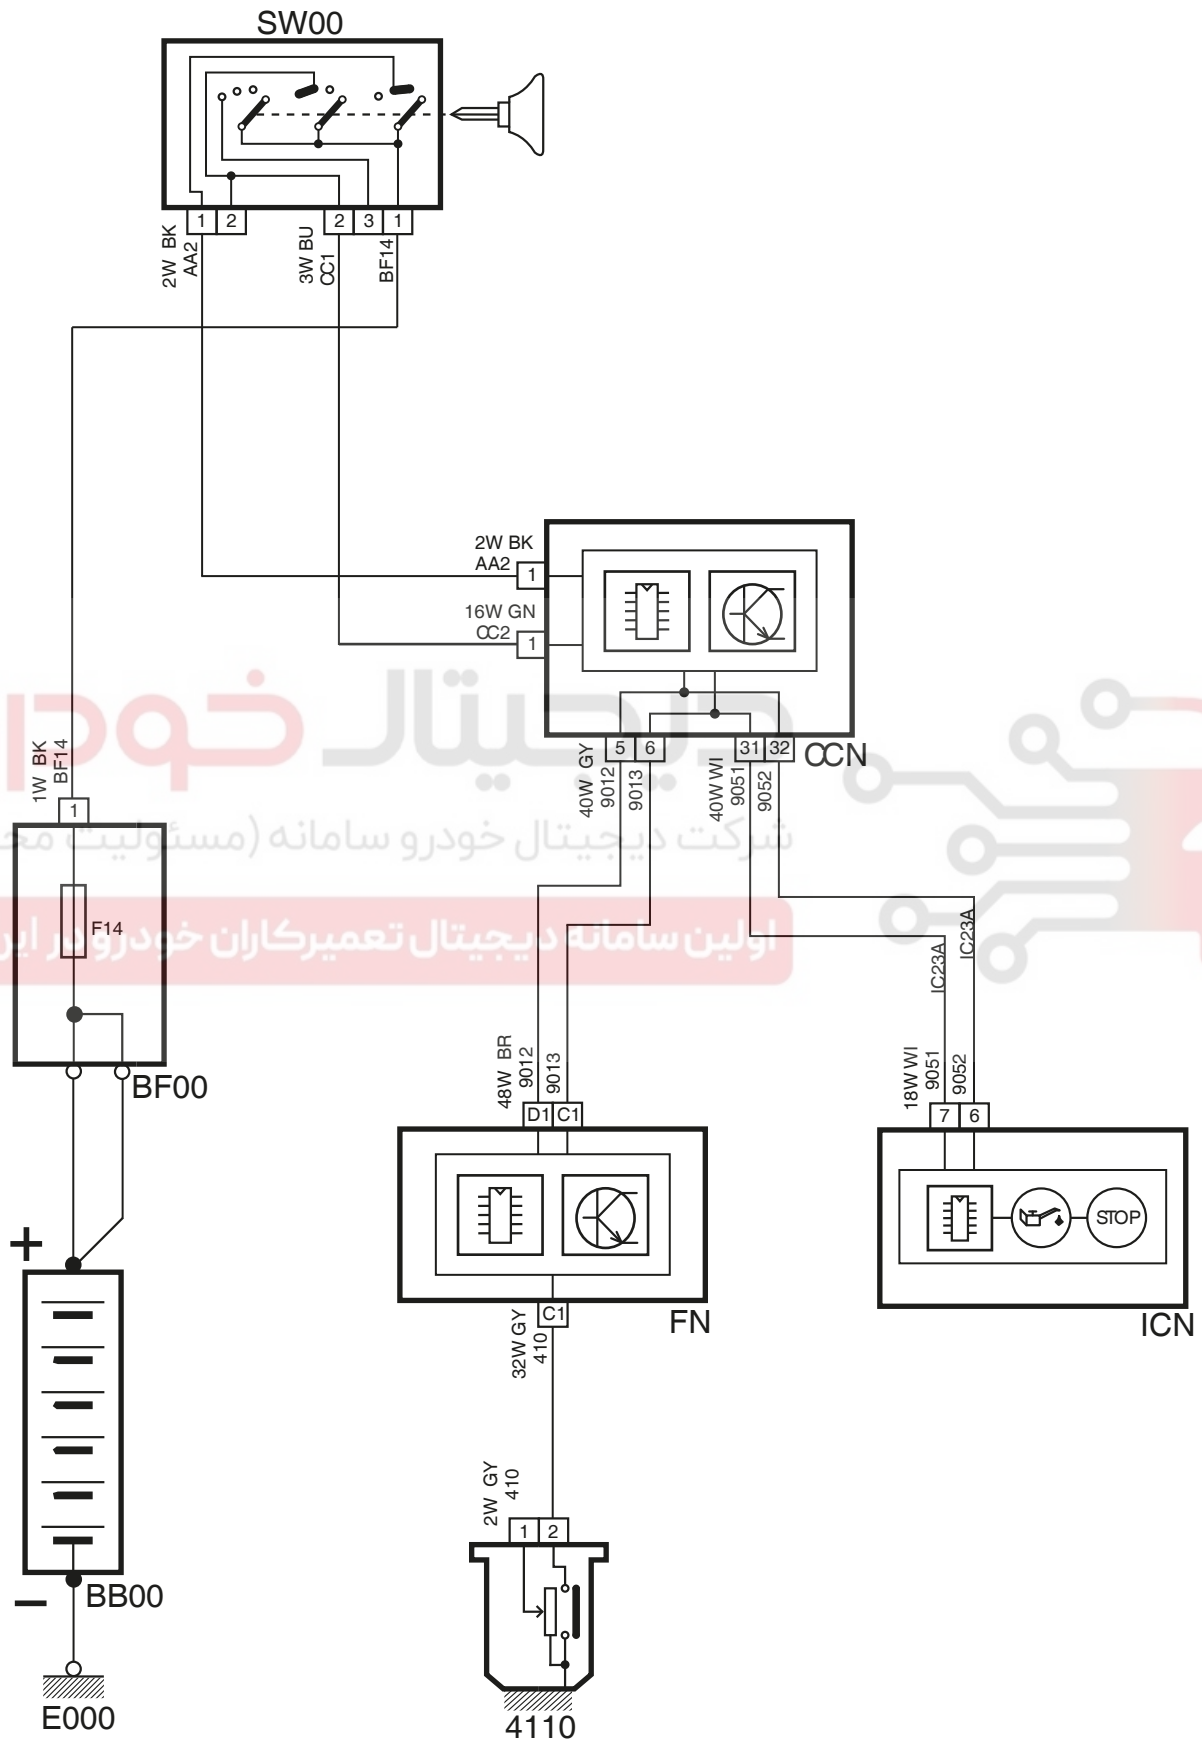 SW00
1 2 2 3 1
2W BK
AA2
3W BU
CC1
BF14
2W BK
AA2
1
16W GN
CC2
1
5 6 31 32
CCN
40W GY
9012
9013
40W WI
9051
9052
دیجیتال خودر
شرکت دیجیتال خودرو سامانه (مسئولیت مح
اولین سامانه دیجیتال تعمیرکاران خودرو در ایر
1W BK
BF14
1
F14
BF00
IC23A
IC23A
48W BR
9012
9013
D1 C1
18W WI
9051
9052
7 6
STOP
FN
ICN
C1
32W GY
410
+
2W GY
410
1 2
−
BB00
E000
4110